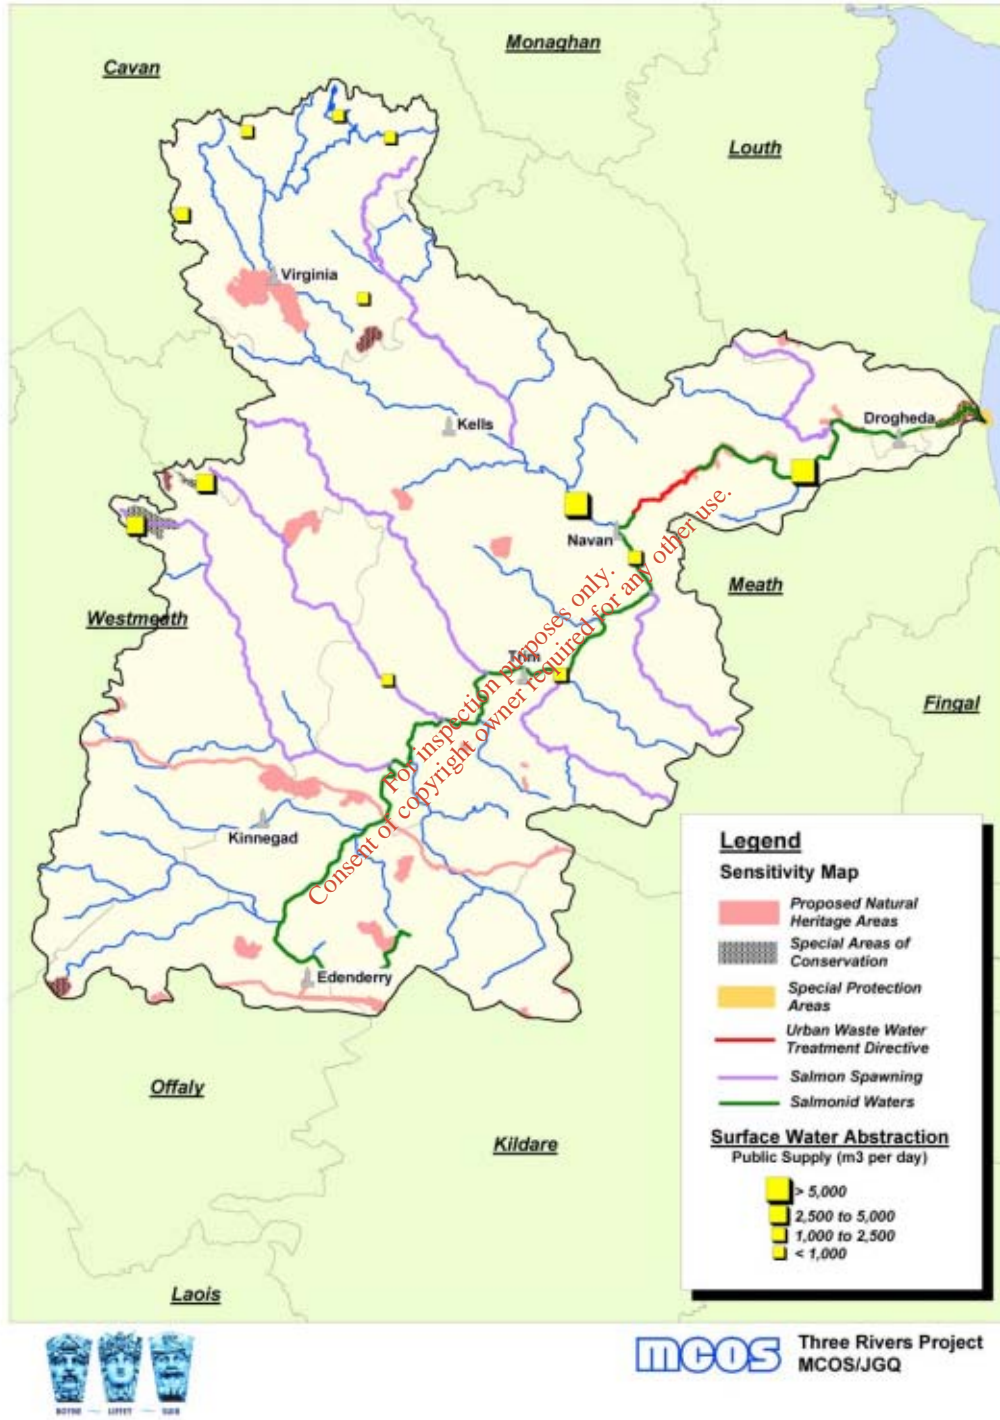 Monaghan
Cavan
Louth
Virginia
Kells
Drogheda
Navan
Meath
Westmeath
Trim
Fingal
Kinnegad
Edenderry
Offaly
Kildare
Laois
For inspection purposes only.
Consent of copyright owner required for any other use.
Legend
Sensitivity Map
Proposed Natural
Heritage Areas
Special Areas of
Conservation
Special Protection
Areas
Urban Waste Water
Treatment Directive
Salmon Spawning
Salmonid Waters
Surface Water Abstraction
Public Supply (m3 per day)
> 5,000
2,500 to 5,000
1,000 to 2,500
< 1,000
BOYNE LIFFEY SUIR
MCOS
Three Rivers Project
MCOS/JGQ